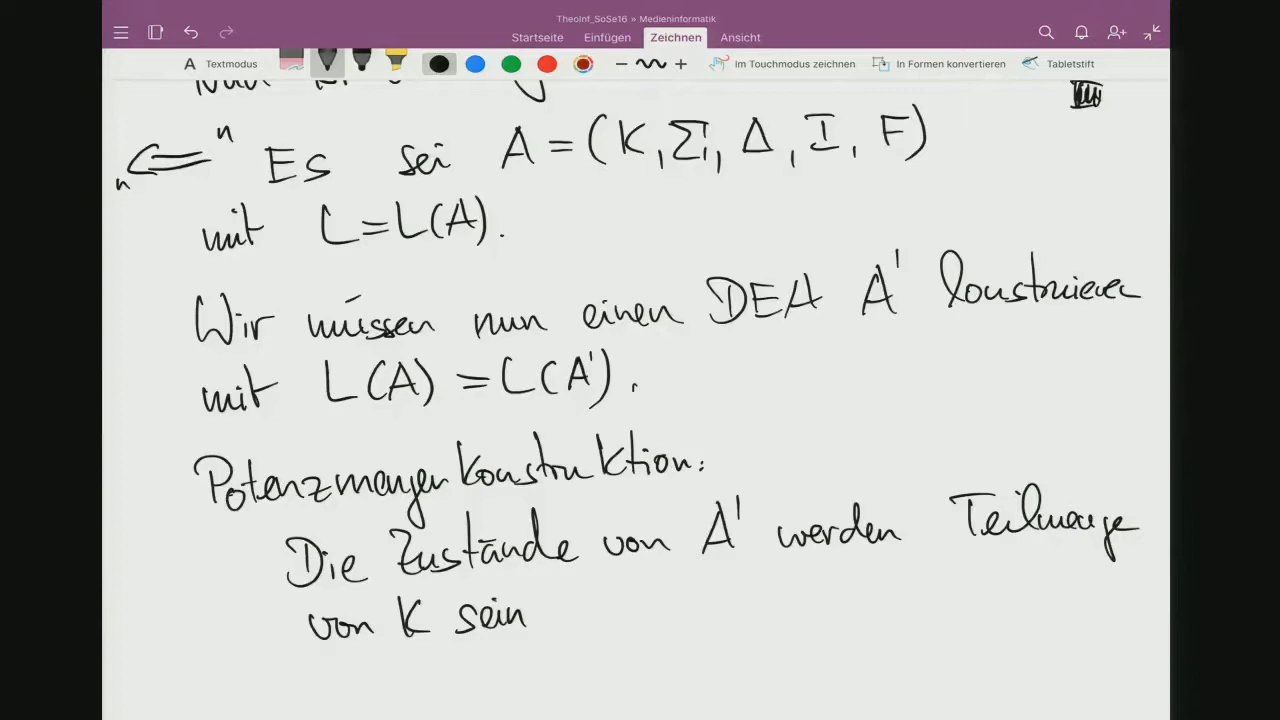 TheoInf_SoSe16 » Medieninformatik
Startseite Einfügen Zeichnen Ansicht
A Textmodus Im Touchmodus zeichnen In Formen konvertieren Tabletstift
"⇐" Es sei A = (K, Σ, Δ, I, F)
mit L = L(A).
Wir müssen nun einen DEA A' konstruieren
mit L(A) = L(A').
Potenzmengenkonstruktion:
Die Zustände von A' werden Teilmenge
von K sein